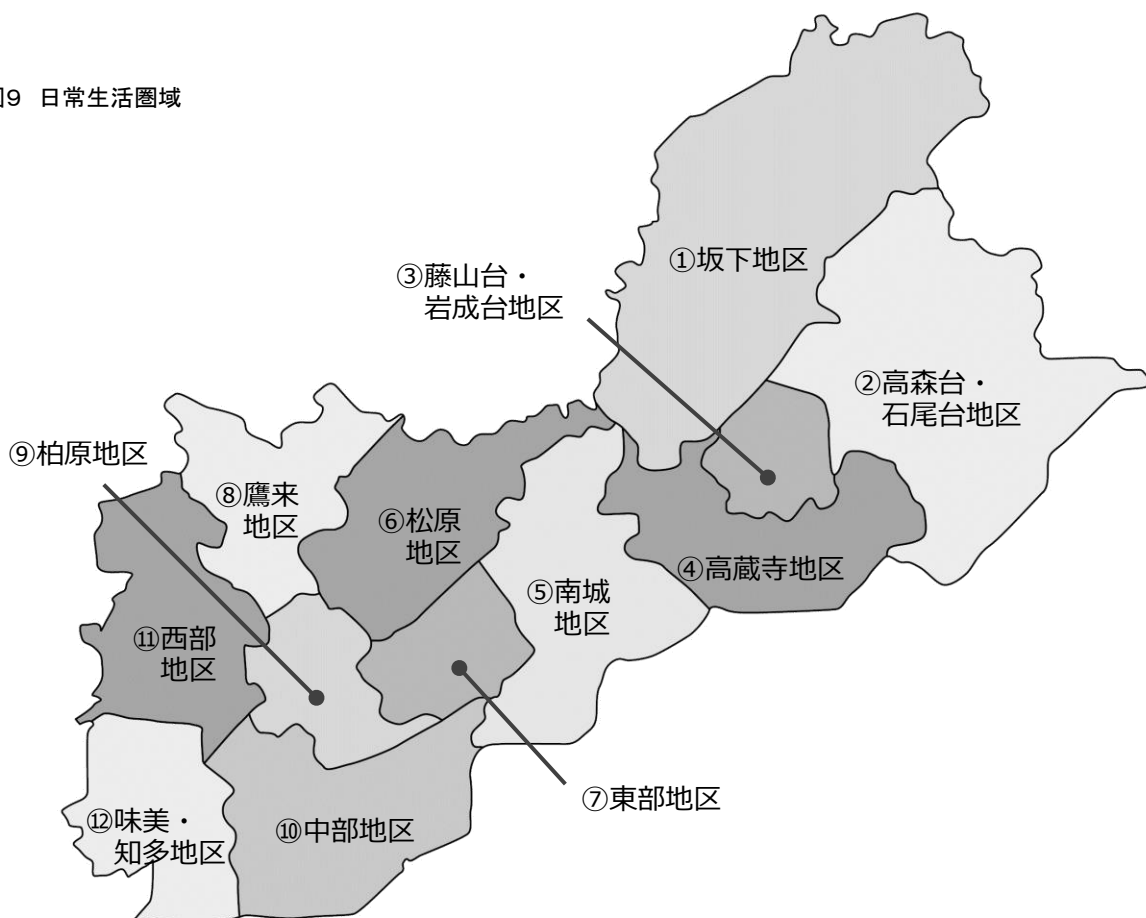 図9 日常生活圏域
①坂下地区
③藤山台・
岩成台地区
②高森台・
石尾台地区
⑨柏原地区
⑧鷹来
地区
⑥松原
地区
④高蔵寺地区
⑤南城
地区
⑪西部
地区
⑦東部地区
⑫味美・
知多地区
⑩中部地区